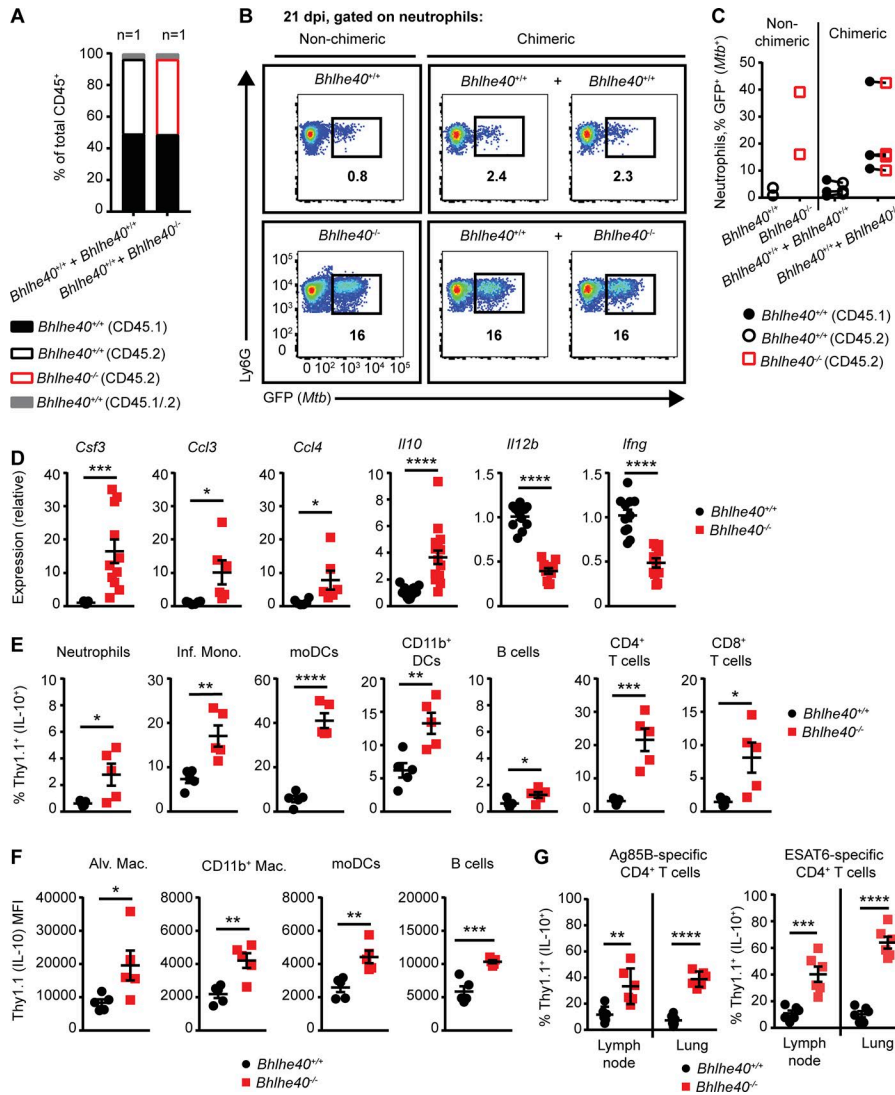 A
n=1 n=1
% of total CD45⁺
100
80
60
40
20
0
Bhlhe40⁺/⁺ + Bhlhe40⁺/⁺
Bhlhe40⁺/⁺ + Bhlhe40⁻/⁻
Bhlhe40⁺/⁺ (CD45.1)
Bhlhe40⁺/⁺ (CD45.2)
Bhlhe40⁻/⁻ (CD45.2)
Bhlhe40⁺/⁺ (CD45.1/.2)
B
21 dpi, gated on neutrophils:
Non-chimeric Chimeric
Bhlhe40⁺/⁺ Bhlhe40⁺/⁺ + Bhlhe40⁺/⁺
0.8 2.4 2.3
Bhlhe40⁻/⁻ Bhlhe40⁺/⁺ + Bhlhe40⁻/⁻
10⁵
10⁴
10³
10²
0
16 16 16
0 10² 10³ 10⁴ 10⁵
Ly6G
GFP (Mtb)
C
Non-chimeric Chimeric
Neutrophils,% GFP⁺ (Mtb⁺)
50
40
30
20
10
0
Bhlhe40⁺/⁺
Bhlhe40⁻/⁻
Bhlhe40⁺/⁺ + Bhlhe40⁺/⁺
Bhlhe40⁺/⁺ + Bhlhe40⁻/
Bhlhe40⁺/⁺ (CD45.1)
Bhlhe40⁺/⁺ (CD45.2)
Bhlhe40⁻/⁻ (CD45.2)
D
Csf3 Ccl3 Ccl4 Il10 Il12b Ifng
Expression (relative)
*** * * **** **** ****
40 40 40 10 1.5 1.5
30 30 30 8 1.0 1.0
20 20 20 6 0.5 0.5
10 10 10 4 0 0
0 0 0 2
0
Bhlhe40⁺/⁺
Bhlhe40⁻/⁻
E
Neutrophils Inf. Mono. moDCs CD11b⁺ DCs B cells CD4⁺ T cells CD8⁺ T cells
% Thy1.1⁺ (IL-10⁺)
* ** **** ** * *** *
10 30 60 20 10 40 20
8 20 40 15 8 30 15
6 10 20 10 6 20 10
4 0 0 5 4 10 5
2 0 2 0 0
0 0
Bhlhe40⁺/⁺
Bhlhe40⁻/⁻
F
Alv. Mac. CD11b⁺ Mac. moDCs B cells
Thy1.1 (IL-10) MFI
* ** ** ***
40000 8000 8000 20000
30000 6000 6000 15000
20000 4000 4000 10000
10000 2000 2000 5000
0 0 0 0
Bhlhe40⁺/⁺
Bhlhe40⁻/⁻
G
Ag85B-specific CD4⁺ T cells
ESAT6-specific CD4⁺ T cells
% Thy1.1⁺ (IL-10⁺)
% Thy1.1⁺ (IL-10⁺)
** **** *** ****
100 100
80 80
60 60
40 40
20 20
0 0
Lymph node Lung Lymph node Lung
Bhlhe40⁺/⁺
Bhlhe40⁻/⁻